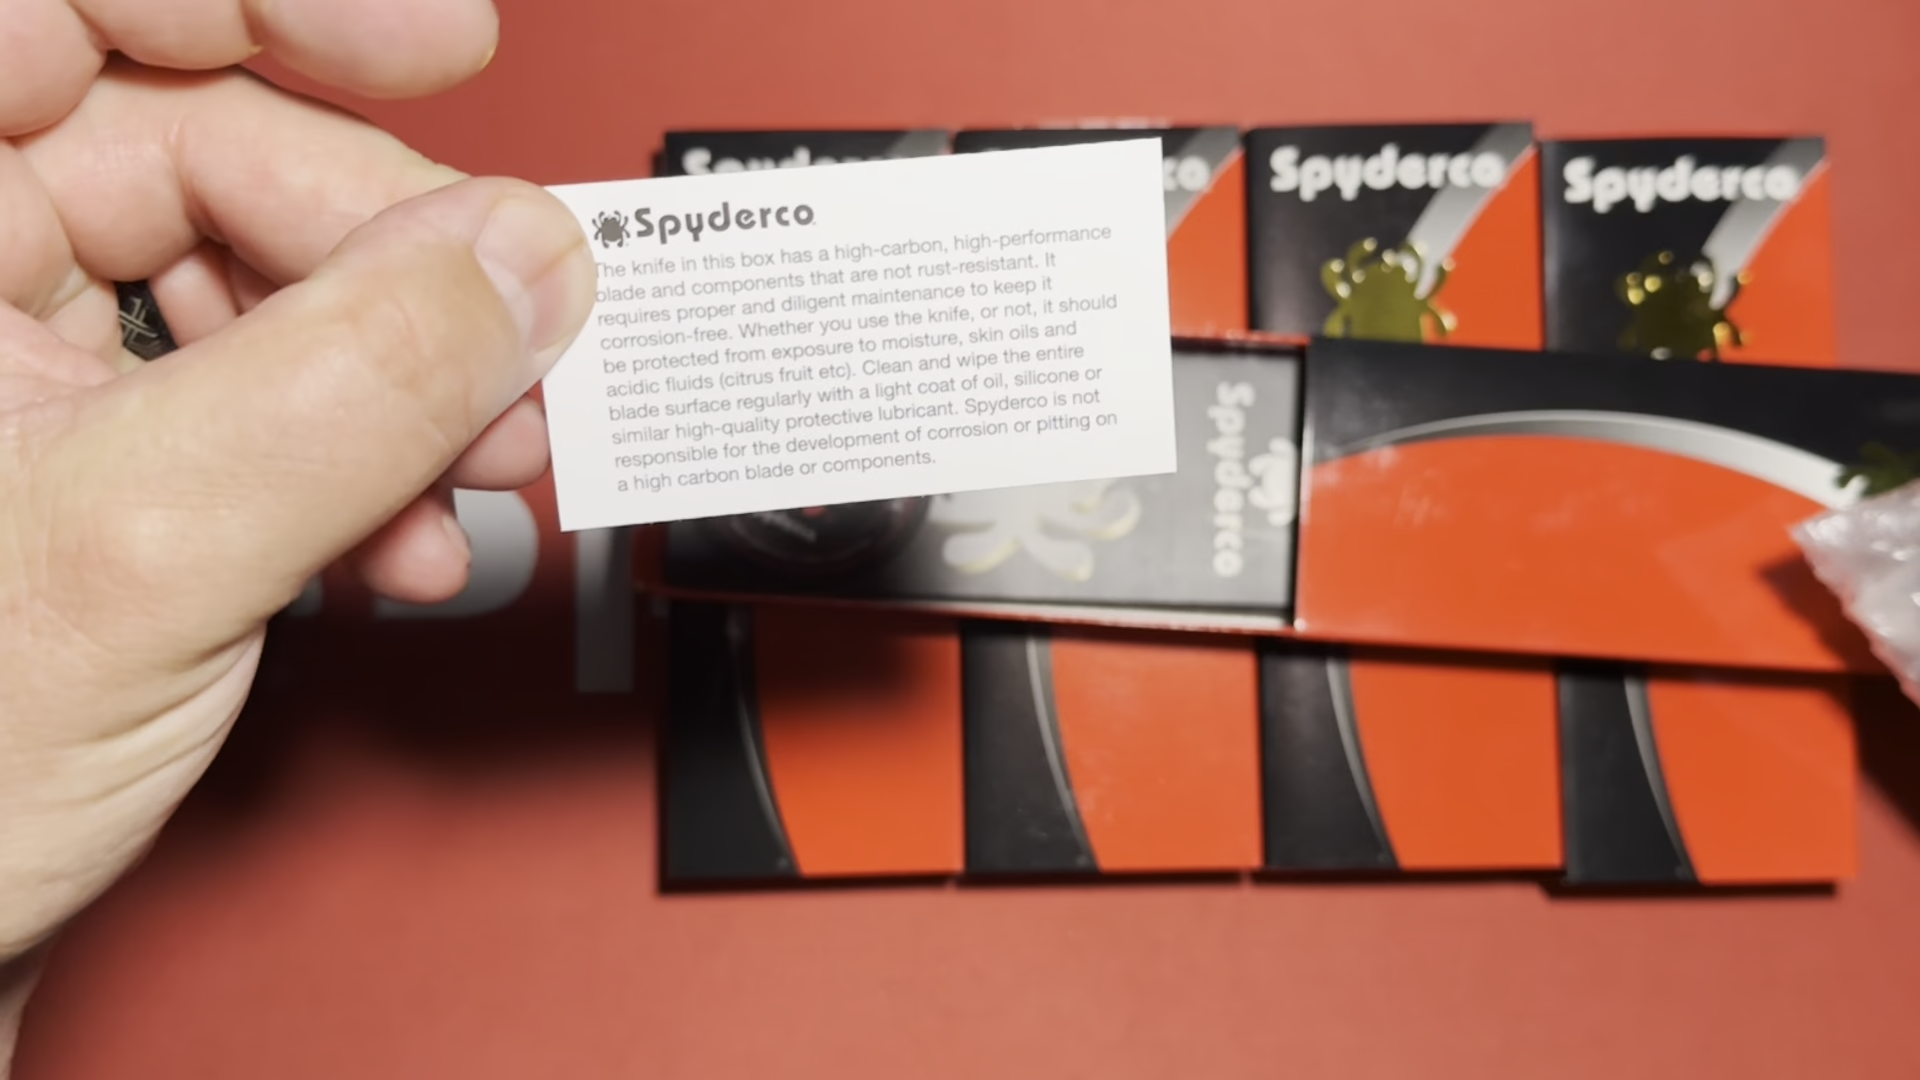 Spyderco
Spyderco
Spyderco
Spyderco
The knife in this box has a high-carbon, high-performance
blade and components that are not rust-resistant. It
requires proper and diligent maintenance to keep it
corrosion-free. Whether you use the knife, or not, it should
be protected from exposure to moisture, skin oils and
acidic fluids (citrus fruit etc). Clean and wipe the entire
blade surface regularly with a light coat of oil, silicone or
similar high-quality protective lubricant. Spyderco is not
responsible for the development of corrosion or pitting on
a high carbon blade or components.
Spyderco